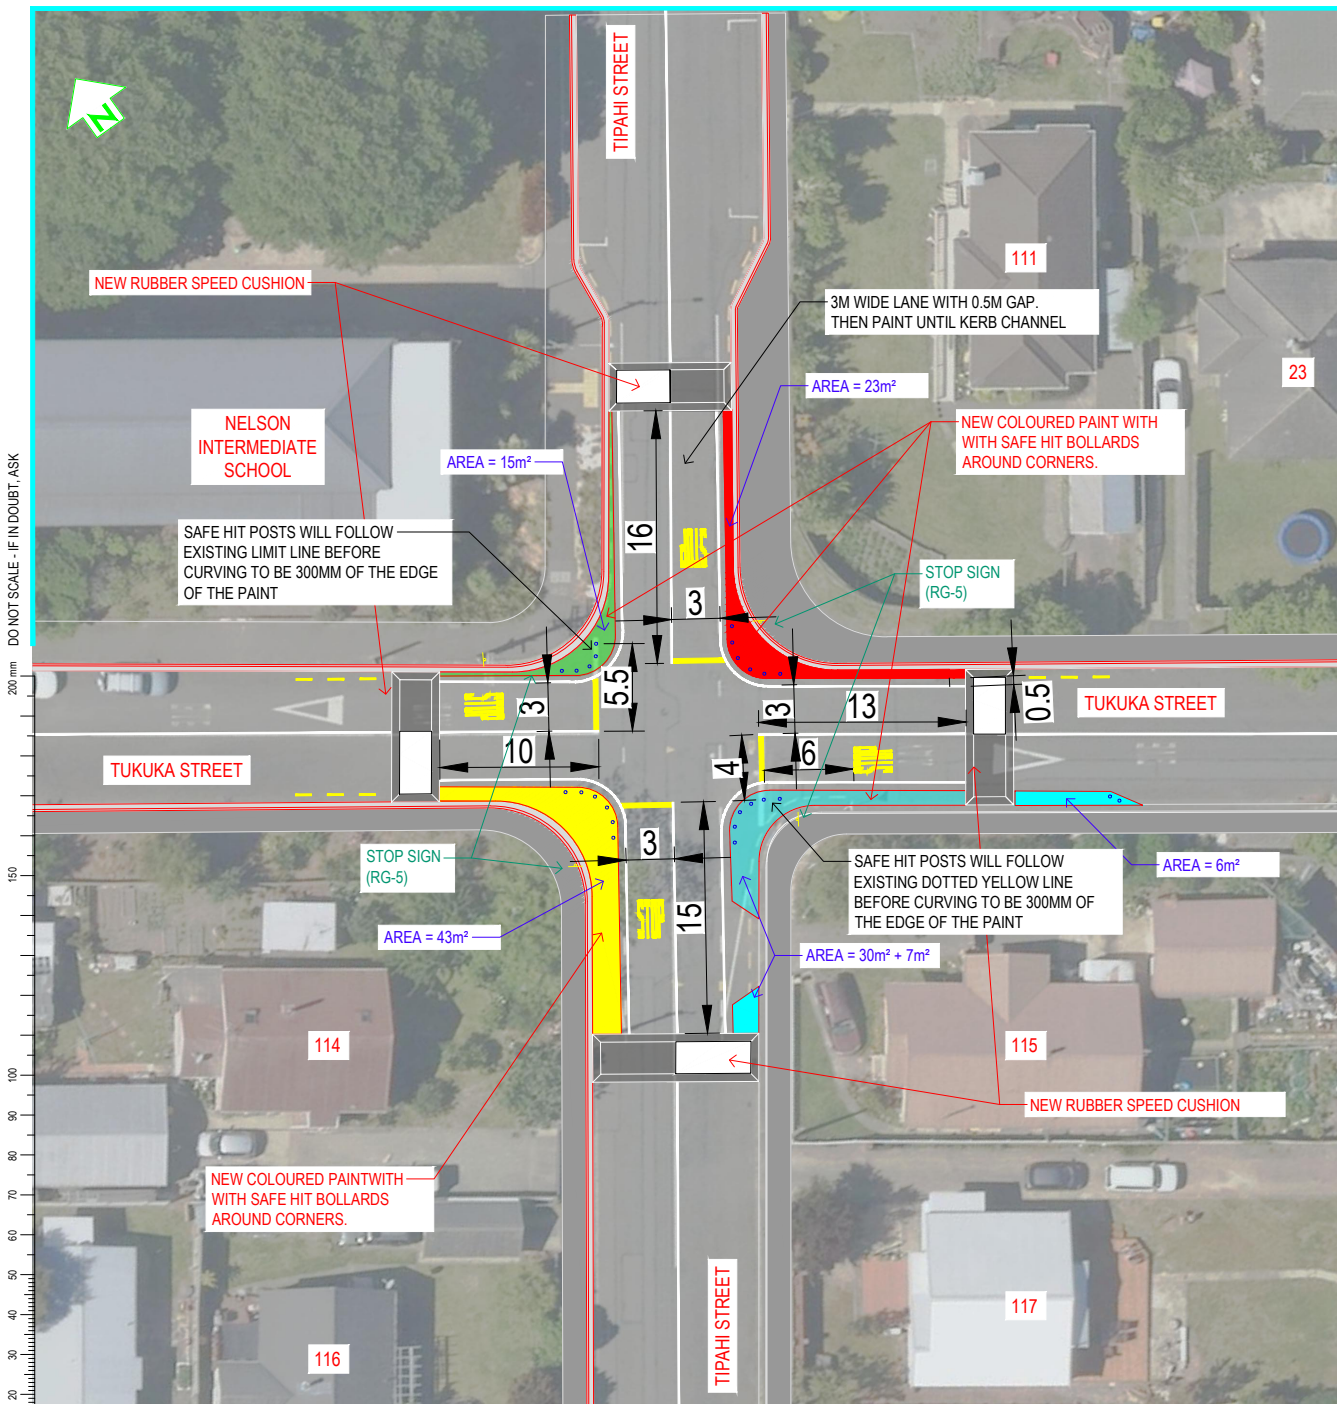 TIPAHI STREET
N
NEW RUBBER SPEED CUSHION
111
3M WIDE LANE WITH 0.5M GAP.
THEN PAINT UNTIL KERB CHANNEL
23
AREA = 23m²
NELSON
INTERMEDIATE
SCHOOL
NEW COLOURED PAINT WITH
WITH SAFE HIT BOLLARDS
AROUND CORNERS.
AREA = 15m²
DO NOT SCALE - IF IN DOUBT, ASK
SAFE HIT POSTS WILL FOLLOW
EXISTING LIMIT LINE BEFORE
CURVING TO BE 300MM OF THE EDGE
OF THE PAINT
16
STOP SIGN
(RG-5)
3
5.5
3
3
13
0.5
TUKUKA STREET
200 mm
10
4
6
TUKUKA STREET
3
15
STOP SIGN
(RG-5)
SAFE HIT POSTS WILL FOLLOW
EXISTING DOTTED YELLOW LINE
BEFORE CURVING TO BE 300MM OF
THE EDGE OF THE PAINT
AREA = 6m²
150
AREA = 43m²
AREA = 30m² + 7m²
114
115
100
NEW RUBBER SPEED CUSHION
90
80
NEW COLOURED PAINTWITH
WITH SAFE HIT BOLLARDS
AROUND CORNERS.
70
60
50
TIPAHI STREET
117
40
30
116
20